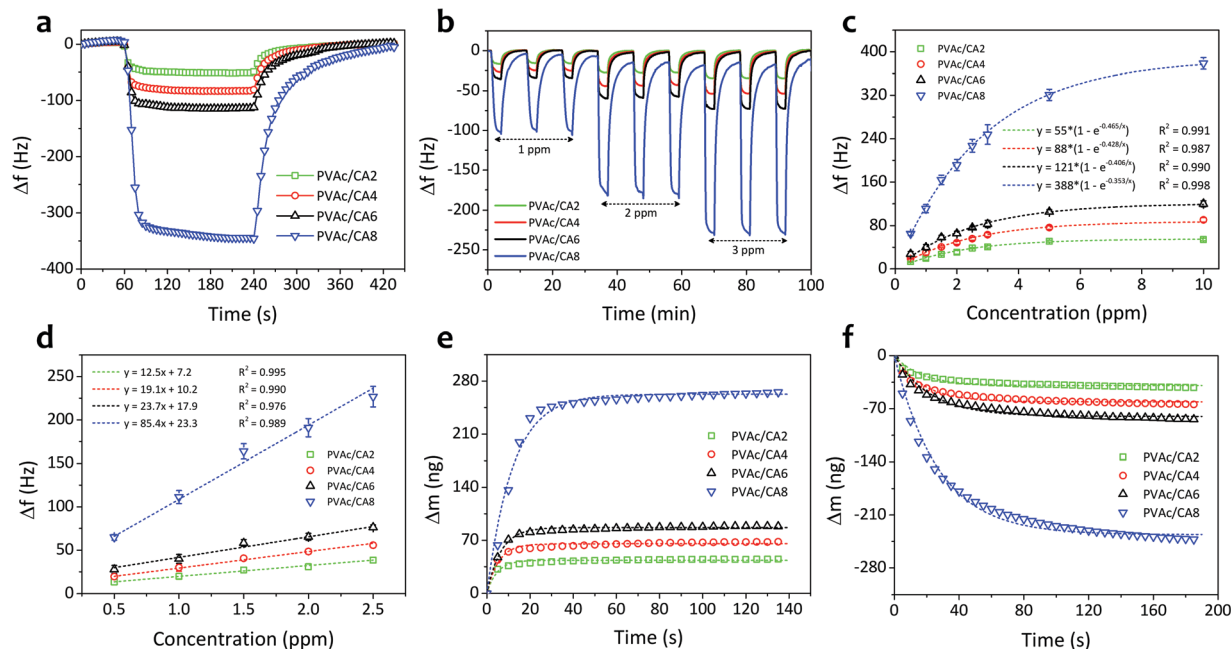 a
0
-100
-200
-300
-400
0
60
120
180
240
300
360
420
Δf (Hz)
Time (s)
PVAc/CA2
PVAc/CA4
PVAc/CA6
PVAc/CA8
b
0
-50
-100
-150
-200
-250
0
20
40
60
80
100
Δf (Hz)
Time (min)
1 ppm
2 ppm
3 ppm
PVAc/CA2
PVAc/CA4
PVAc/CA6
PVAc/CA8
c
400
320
240
160
80
0
0
2
4
6
8
10
Δf (Hz)
Concentration (ppm)
PVAc/CA2
PVAc/CA4
PVAc/CA6
PVAc/CA8
y = 55*(1 - e^-0.465/x) R² = 0.991
y = 88*(1 - e^-0.428/x) R² = 0.987
y = 121*(1 - e^-0.406/x) R² = 0.990
y = 388*(1 - e^-0.353/x) R² = 0.998
d
250
200
150
100
50
0
0.5
1.0
1.5
2.0
2.5
Δf (Hz)
Concentration (ppm)
y = 12.5x + 7.2 R² = 0.995
y = 19.1x + 10.2 R² = 0.990
y = 23.7x + 17.9 R² = 0.976
y = 85.4x + 23.3 R² = 0.989
PVAc/CA2
PVAc/CA4
PVAc/CA6
PVAc/CA8
e
280
210
140
70
0
0
20
40
60
80
100
120
140
Δm (ng)
Time (s)
PVAc/CA2
PVAc/CA4
PVAc/CA6
PVAc/CA8
f
0
-70
-140
-210
-280
0
40
80
120
160
200
Δm (ng)
Time (s)
PVAc/CA2
PVAc/CA4
PVAc/CA6
PVAc/CA8